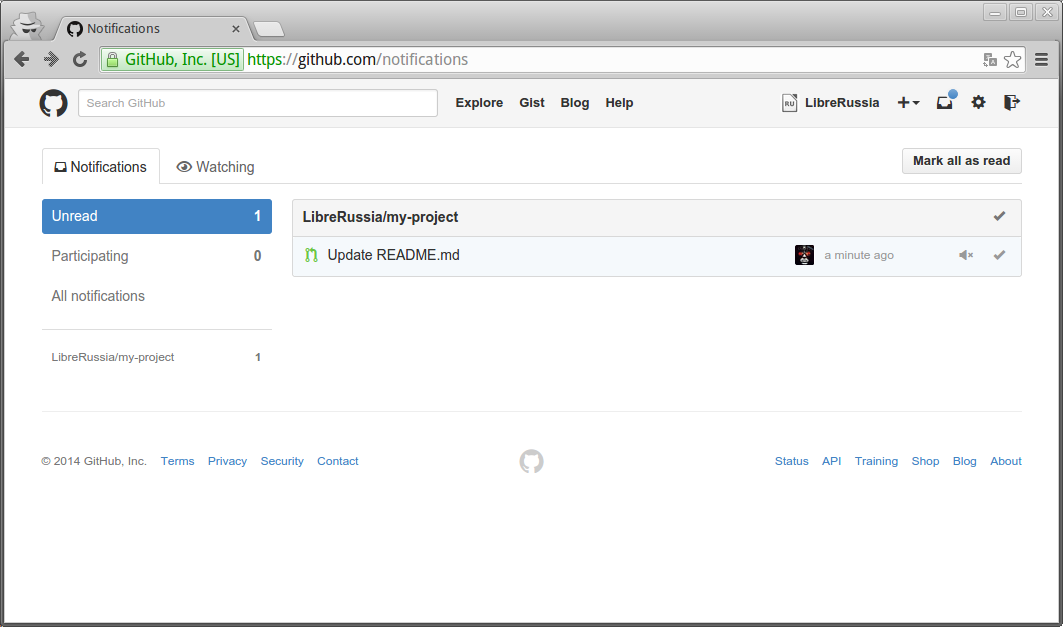 Notifications
GitHub, Inc. [US] https://github.com/notifications
Search GitHub Explore Gist Blog Help RU LibreRussia
Notifications Watching Mark all as read
Unread 1
Participating 0
All notifications
LibreRussia/my-project 1
LibreRussia/my-project
Update README.md a minute ago
© 2014 GitHub, Inc. Terms Privacy Security Contact Status API Training Shop Blog About